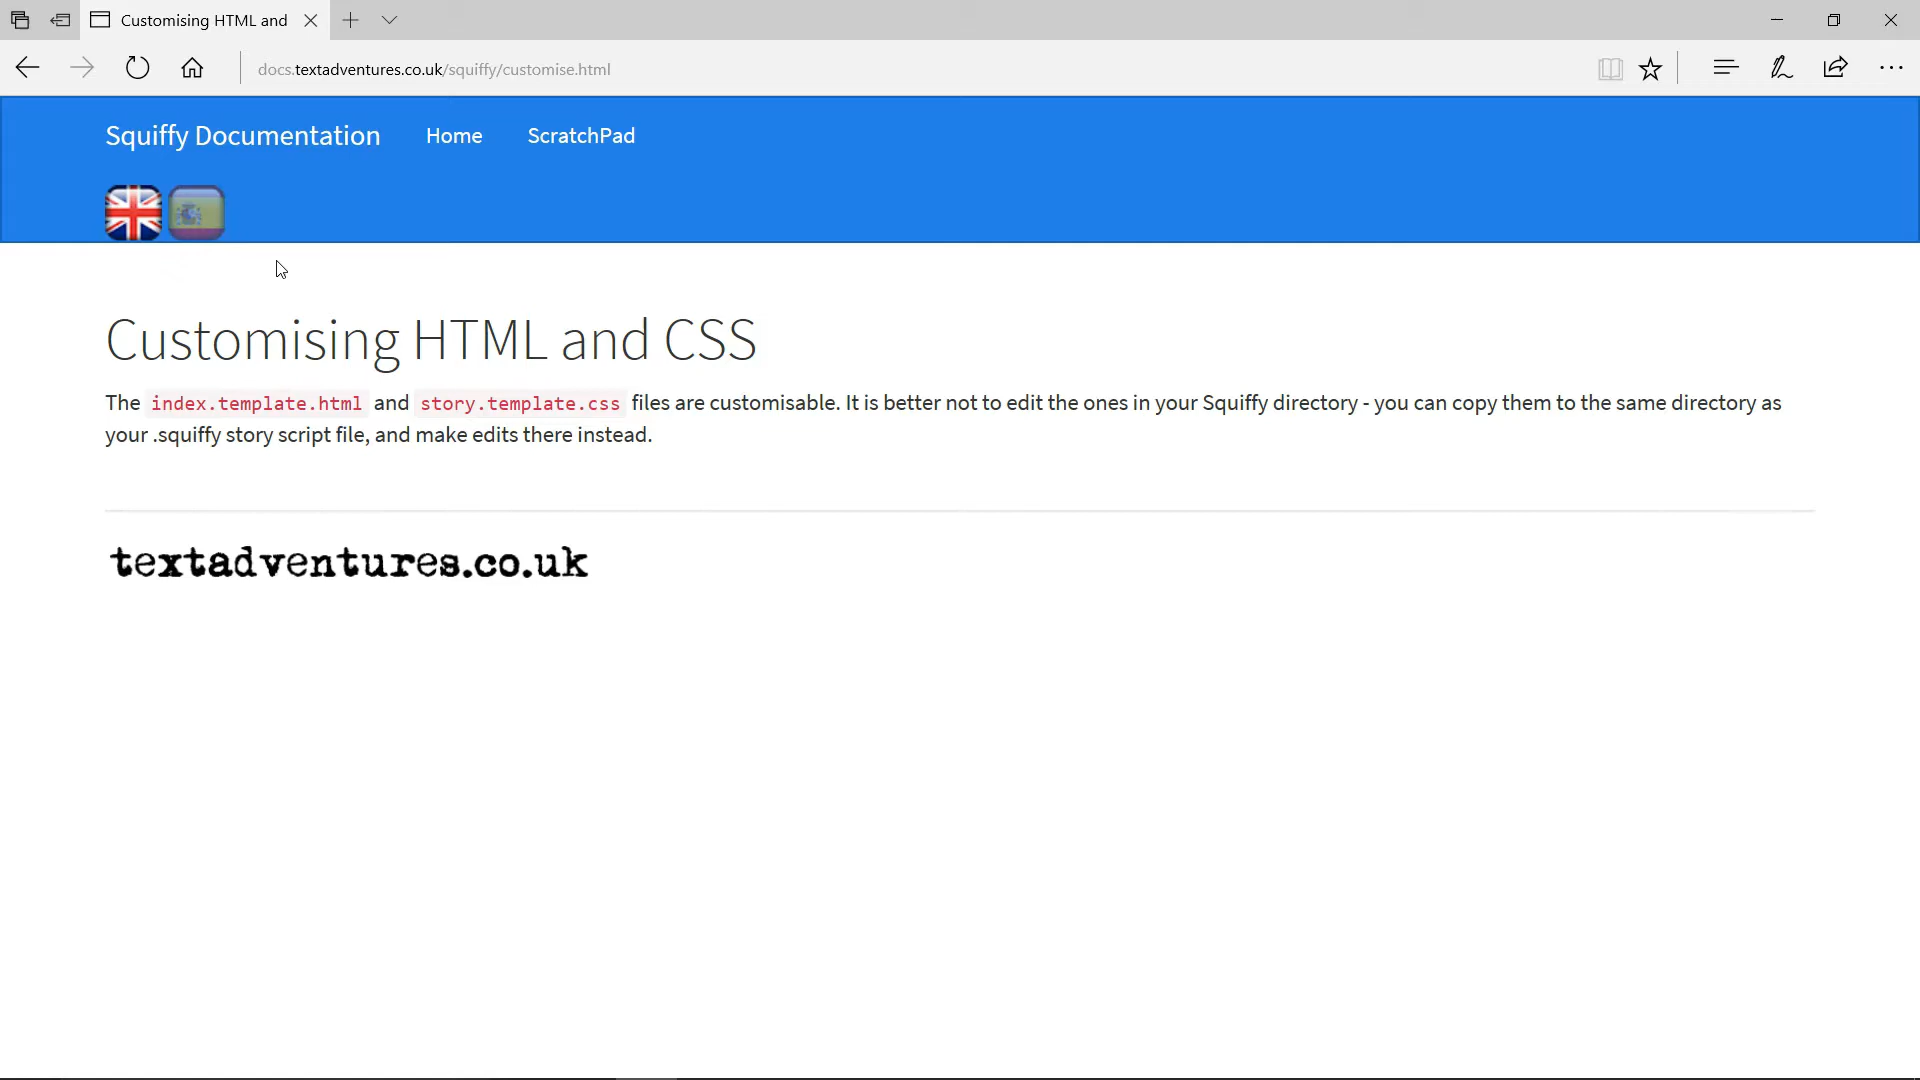 Customising HTML and
docs.textadventures.co.uk/squiffy/customise.html
Squiffy Documentation Home ScratchPad
Customising HTML and CSS
The index.template.html and story.template.css files are customisable. It is better not to edit the ones in your Squiffy directory - you can copy them to the same directory as
your .squiffy story script file, and make edits there instead.
textadventures.co.uk